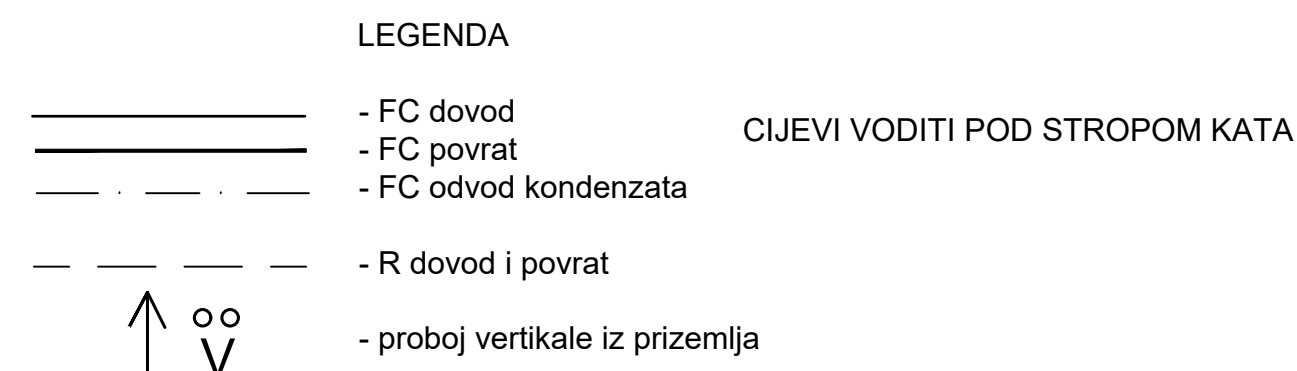 LEGENDA
- FC dovod
- FC povrat
CIJEVI VODITI POD STROPOM KATA
- FC odvod kondenzata
- R dovod i povrat
V
- proboj vertikale iz prizemlja